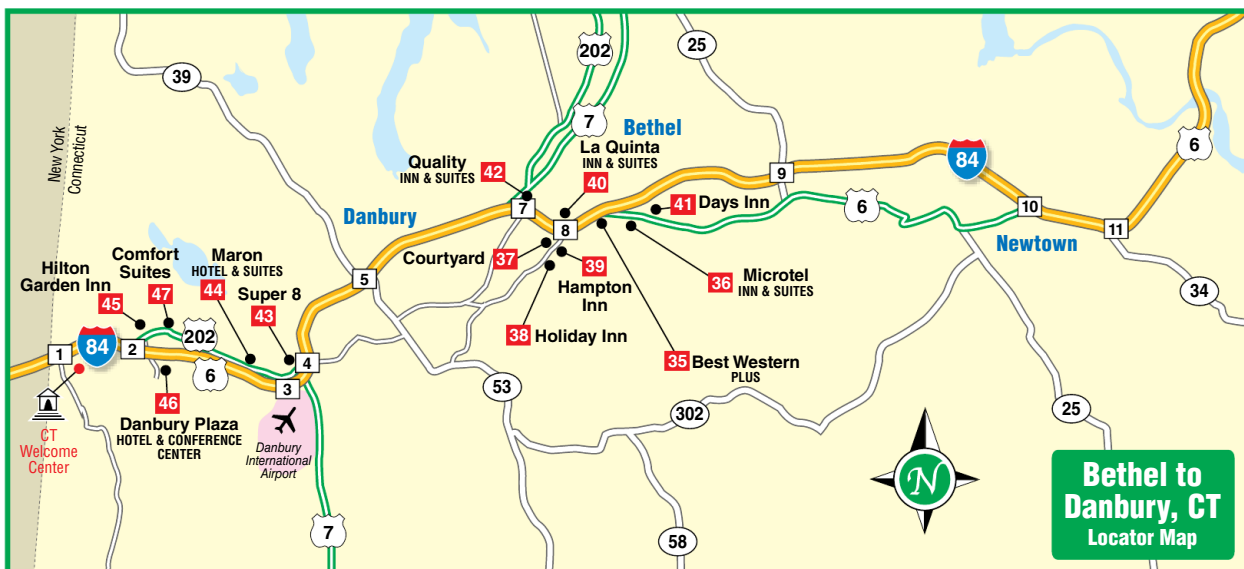 202
25
39
7
Bethel
6
New York
Connecticut
Quality
INN & SUITES
42
La Quinta
INN & SUITES
40
84
9
41 Days Inn
Danbury
7
8
6
10
11
Newtown
Courtyard 37
39
Hampton
Inn
36 Microtel
INN & SUITES
34
Hilton
Garden Inn
45
Comfort
Suites
47
Maron
HOTEL & SUITES
44
Super 8
43
5
38 Holiday Inn
35 Best Western
PLUS
1
84
2
202
6
4
3
46
Danbury Plaza
HOTEL & CONFERENCE
CENTER
CT
Welcome
Center
Danbury
International
Airport
53
302
25
7
58
N
Bethel to
Danbury, CT
Locator Map